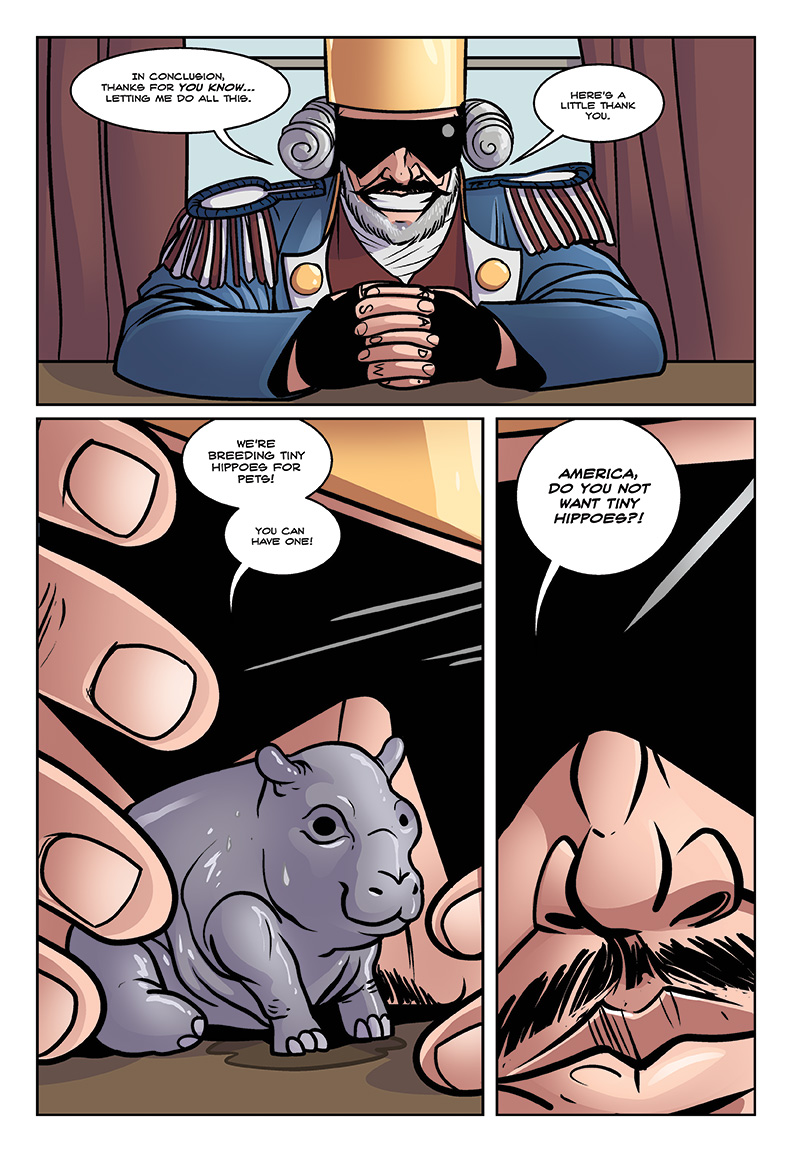 IN CONCLUSION,
THANKS FOR YOU KNOW...
LETTING ME DO ALL THIS.
HERE'S A
LITTLE THANK
YOU.
WE'RE
BREEDING TINY
HIPPOES FOR
PETS!
YOU CAN
HAVE ONE!
AMERICA,
DO YOU NOT
WANT TINY
HIPPOES?!